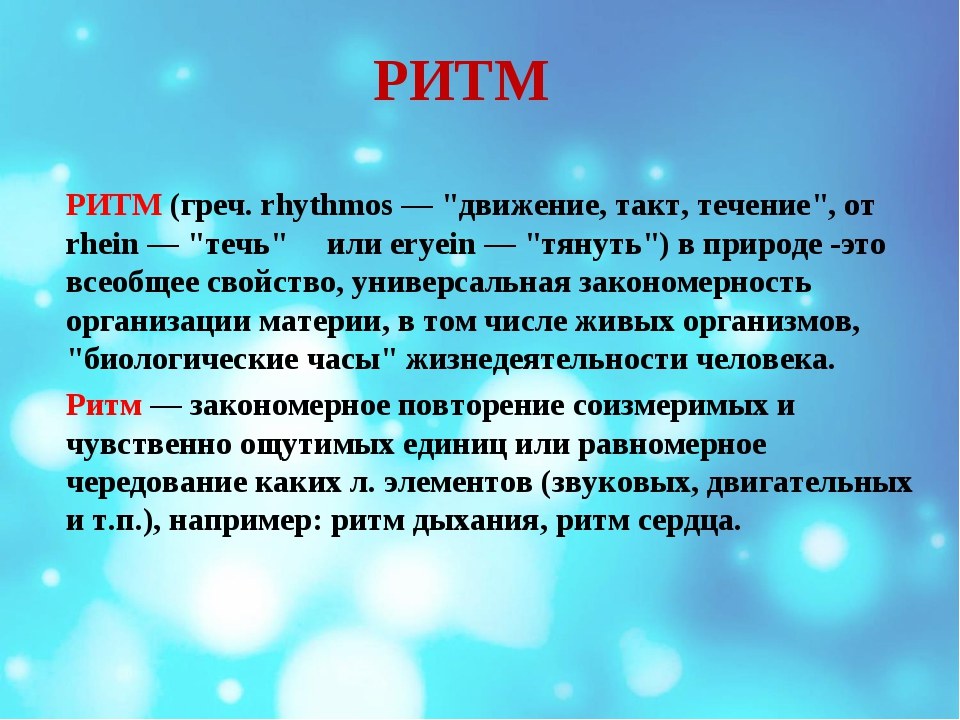 РИТМ
РИТМ (греч. rhythmos — "движение, такт, течение", от
rhein — "течь" или eryein — "тянуть") в природе -это
всеобщее свойство, универсальная закономерность
организации материи, в том числе живых организмов,
"биологические часы" жизнедеятельности человека.
Ритм — закономерное повторение соизмеримых и
чувственно ощутимых единиц или равномерное
чередование каких л. элементов (звуковых, двигательных
и т.п.), например: ритм дыхания, ритм сердца.